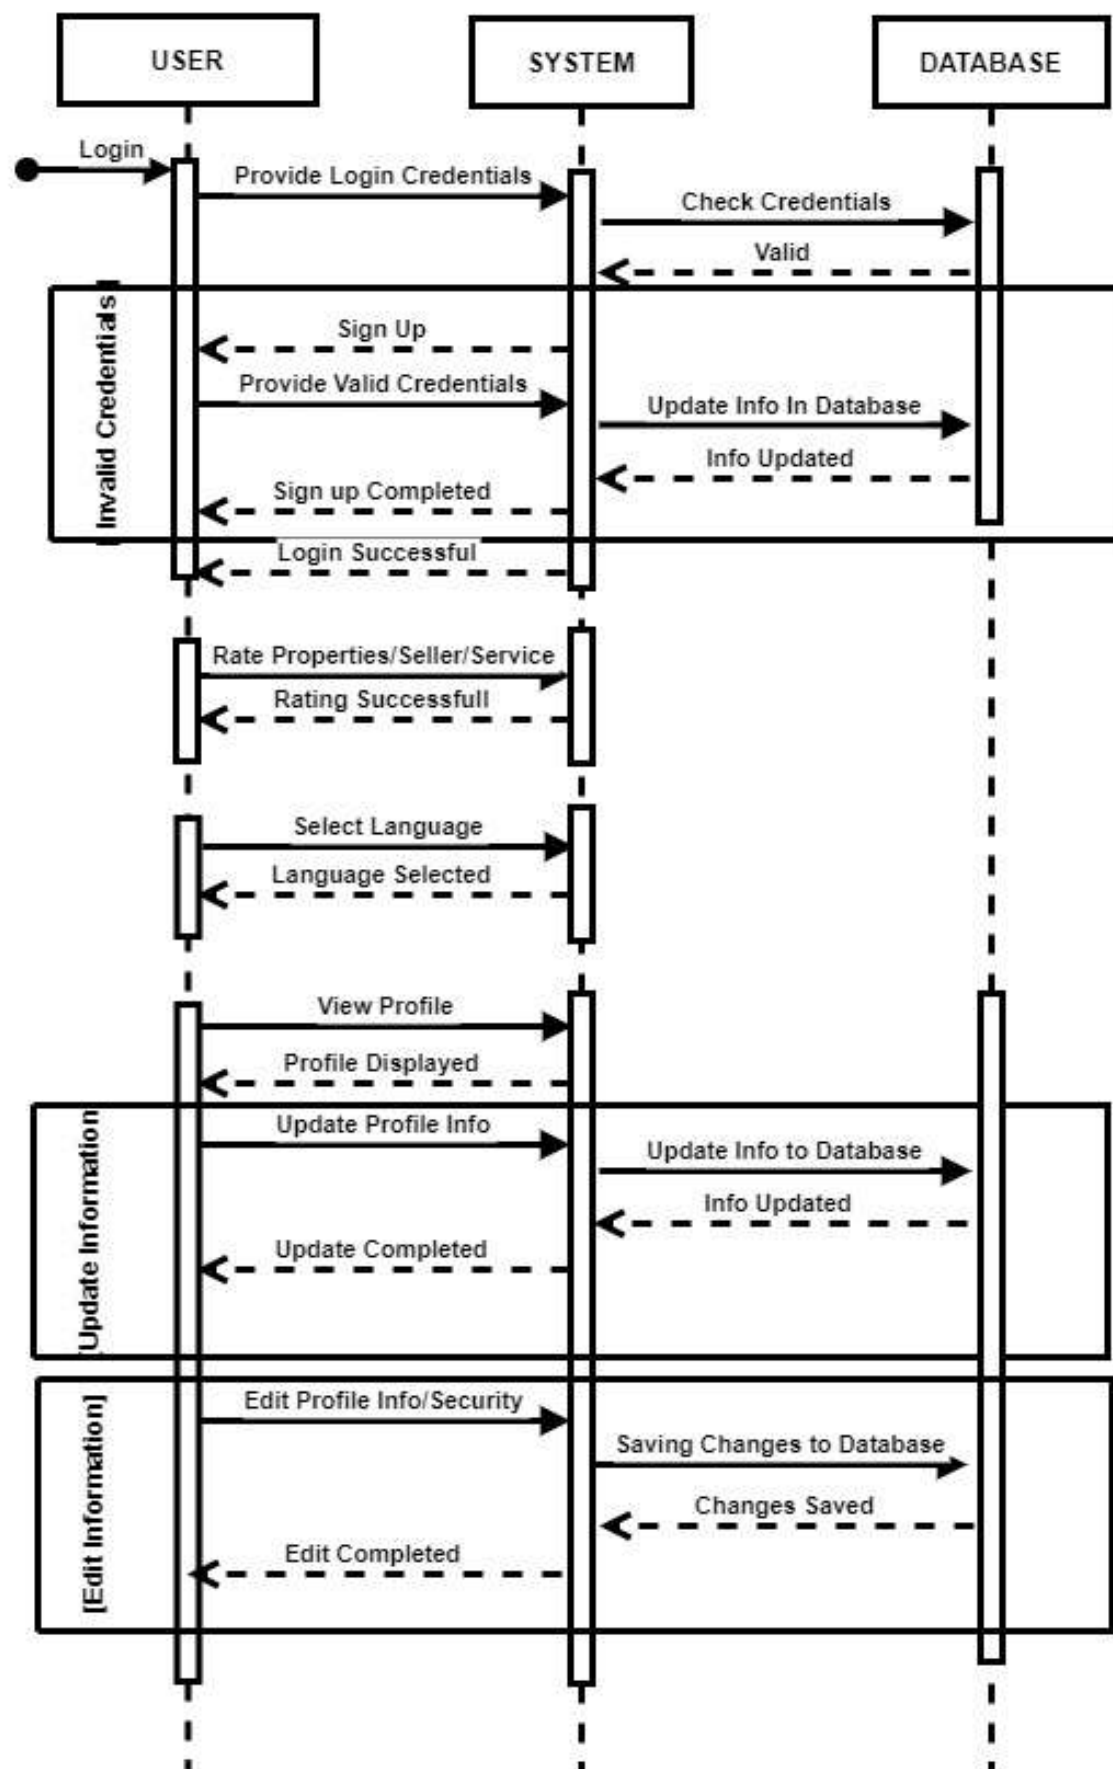 USER
SYSTEM
DATABASE
Login
Provide Login Credentials
Check Credentials
Valid
[Invalid Credentials]
Sign Up
Provide Valid Credentials
Update Info In Database
Info Updated
Sign up Completed
Login Successful
Rate Properties/Seller/Service
Rating Successfull
Select Language
Language Selected
View Profile
Profile Displayed
[Update Information
Update Profile Info
Update Info to Database
Info Updated
Update Completed
[Edit Information]
Edit Profile Info/Security
Saving Changes to Database
Changes Saved
Edit Completed